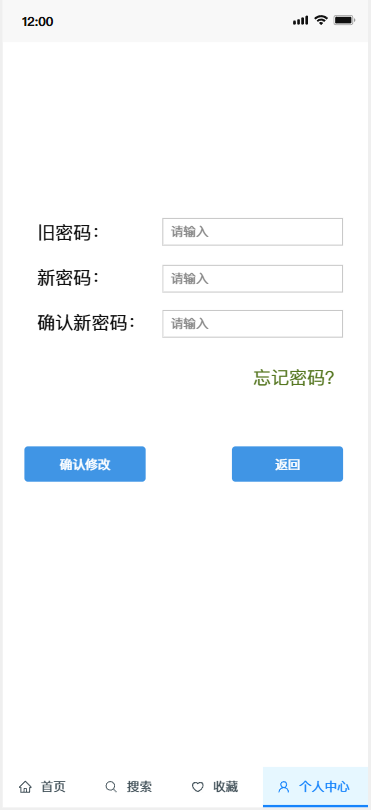 12:00
旧密码：
请输入
新密码：
请输入
确认新密码：
请输入
忘记密码?
确认修改
返回
首页
搜索
收藏
个人中心